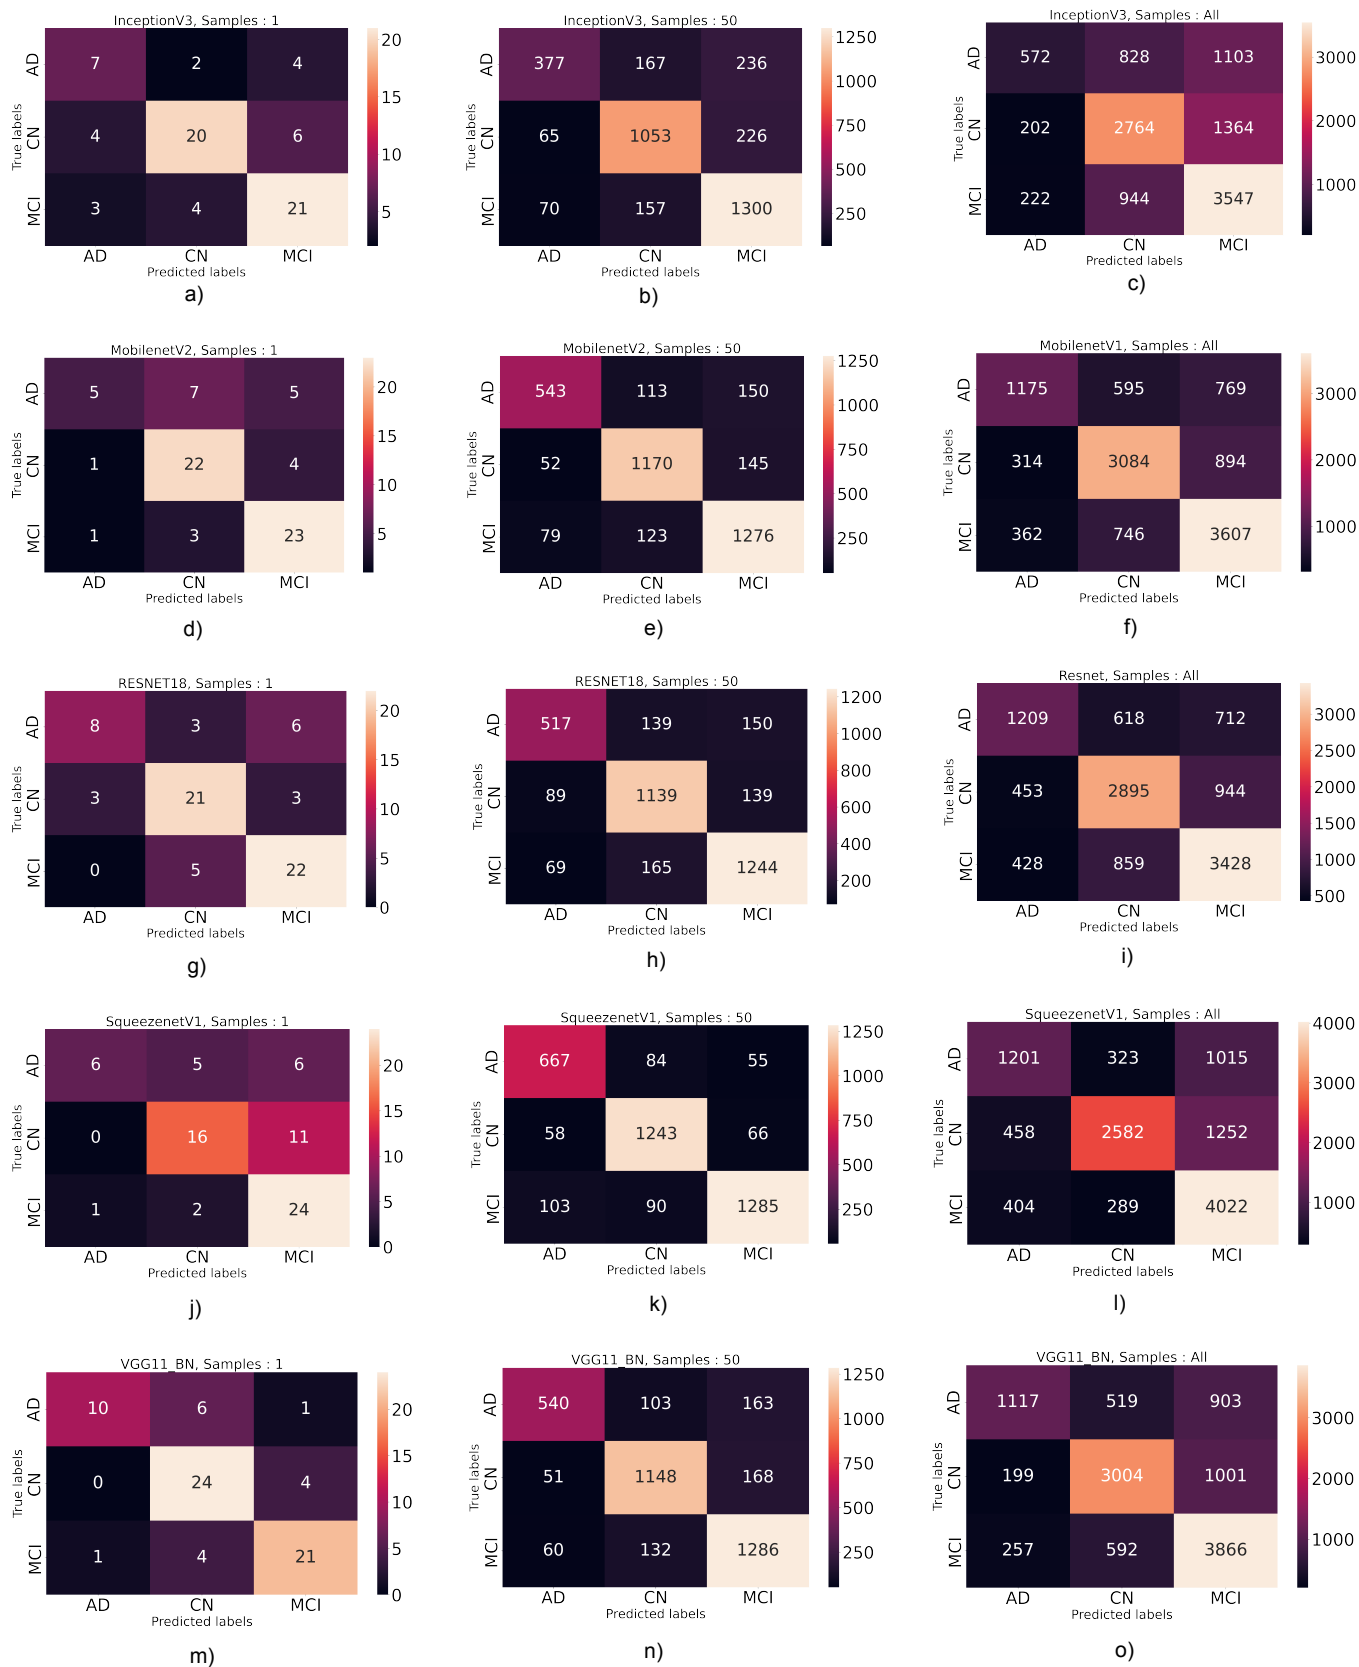 InceptionV3, Samples : 1
AD 7 2 4
CN 4 20 6
MCI 3 4 21
True labels
20
15
10
5
AD CN MCI
Predicted labels
a)
InceptionV3, Samples : 50
AD 377 167 236
CN 65 1053 226
MCI 70 157 1300
True labels
1250
1000
750
500
250
AD CN MCI
Predicted labels
b)
InceptionV3, Samples : All
AD 572 828 1103
CN 202 2764 1364
MCI 222 944 3547
True labels
3000
2000
1000
AD CN MCI
Predicted labels
c)
MobilenetV2, Samples : 1
AD 5 7 5
CN 1 22 4
MCI 1 3 23
True labels
20
15
10
5
AD CN MCI
Predicted labels
d)
MobilenetV2, Samples : 50
AD 543 113 150
CN 52 1170 145
MCI 79 123 1276
True labels
1250
1000
750
500
250
AD CN MCI
Predicted labels
e)
MobilenetV1, Samples : All
AD 1175 595 769
CN 314 3084 894
MCI 362 746 3607
True labels
3000
2000
1000
AD CN MCI
Predicted labels
f)
RESNET18, Samples : 1
AD 8 3 6
CN 3 21 3
MCI 0 5 22
True labels
20
15
10
5
0
AD CN MCI
Predicted labels
g)
RESNET18, Samples : 50
AD 517 139 150
CN 89 1139 139
MCI 69 165 1244
True labels
1200
1000
800
600
400
200
AD CN MCI
Predicted labels
h)
Resnet, Samples : All
AD 1209 618 712
CN 453 2895 944
MCI 428 859 3428
True labels
3000
2500
2000
1500
1000
500
AD CN MCI
Predicted labels
i)
SqueezenetV1, Samples : 1
AD 6 5 6
CN 0 16 11
MCI 1 2 24
True labels
20
15
10
5
0
AD CN MCI
Predicted labels
j)
SqueezenetV1, Samples : 50
AD 667 84 55
CN 58 1243 66
MCI 103 90 1285
True labels
1250
1000
750
500
250
AD CN MCI
Predicted labels
k)
SqueezenetV1, Samples : All
AD 1201 323 1015
CN 458 2582 1252
MCI 404 289 4022
True labels
4000
3000
2000
1000
AD CN MCI
Predicted labels
l)
VGG11_BN, Samples : 1
AD 10 6 1
CN 0 24 4
MCI 1 4 21
True labels
20
15
10
5
0
AD CN MCI
Predicted labels
m)
VGG11_BN, Samples : 50
AD 540 103 163
CN 51 1148 168
MCI 60 132 1286
True labels
1250
1000
750
500
250
AD CN MCI
Predicted labels
n)
VGG11_BN, Samples : All
AD 1117 519 903
CN 199 3004 1001
MCI 257 592 3866
True labels
3000
2000
1000
AD CN MCI
Predicted labels
o)